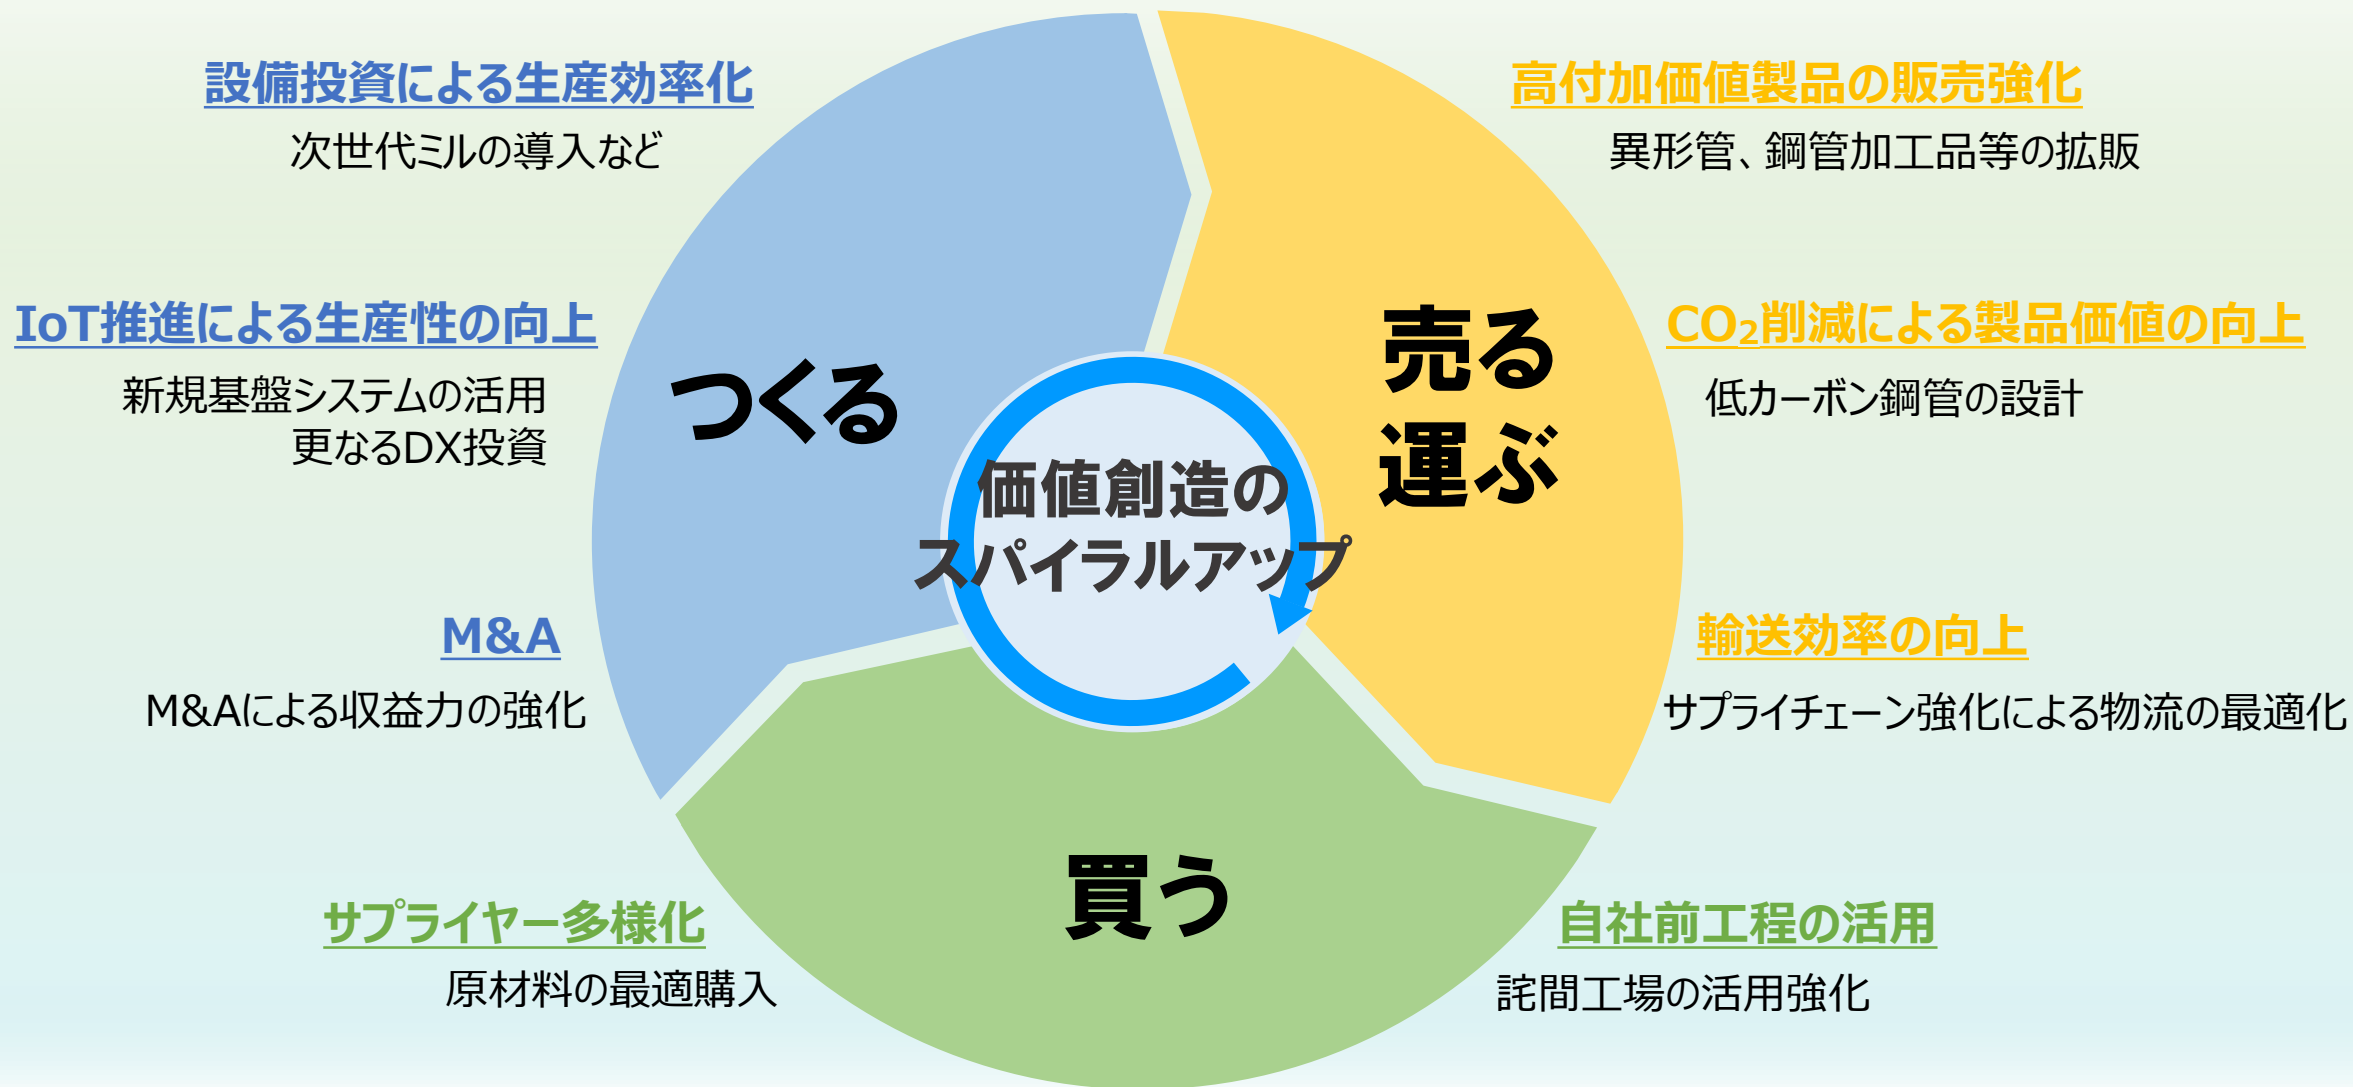 設備投資による生産効率化
次世代ミルの導入など
IoT推進による生産性の向上
新規基盤システムの活用
更なるDX投資
M&A
M&Aによる収益力の強化
つくる
高付加価値製品の販売強化
異形管、鋼管加工品等の拡販
CO₂削減による製品価値の向上
低カーボン鋼管の設計
輸送効率の向上
サプライチェーン強化による物流の最適化
売る
運ぶ
価値創造の
スパイラルアップ
買う
サプライヤー多様化
原材料の最適購入
自社前工程の活用
詫間工場の活用強化